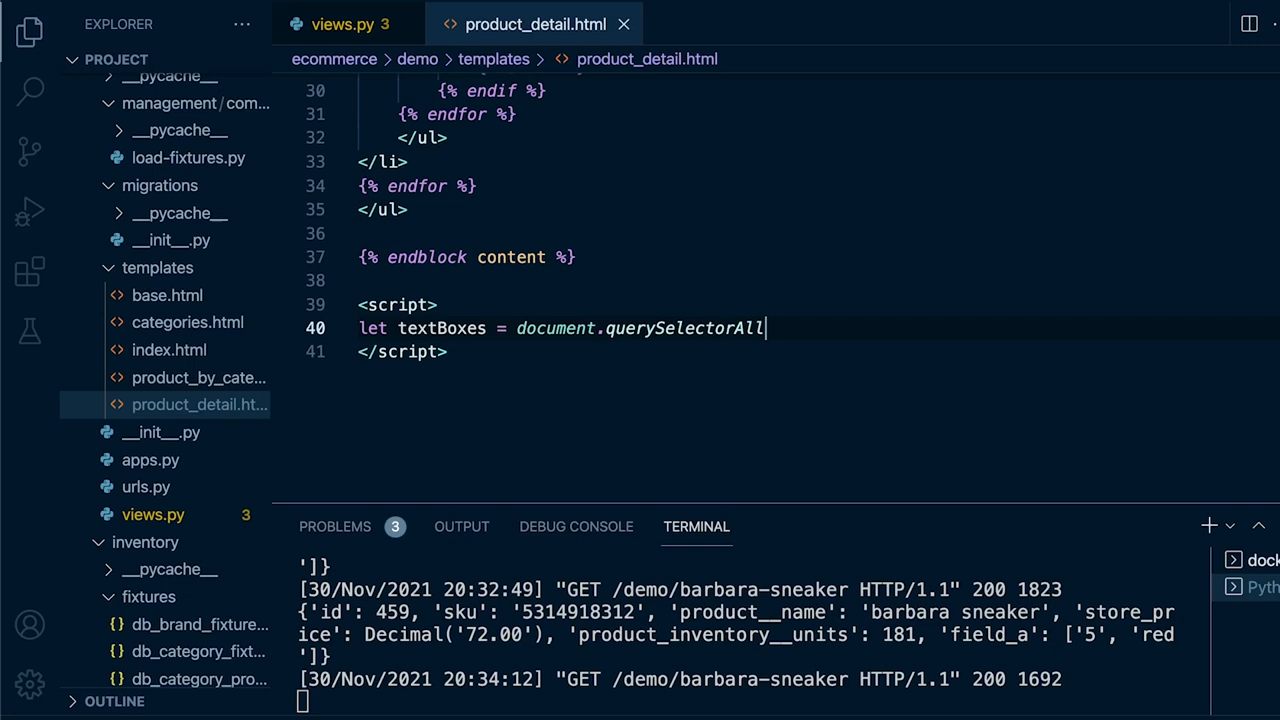 EXPLORER
PROJECT
__pycache__
management/com...
__pycache__
load-fixtures.py
migrations
__pycache__
__init__.py
templates
base.html
categories.html
index.html
product_by_cate...
product_detail.ht...
__init__.py
apps.py
urls.py
views.py 3
inventory
__pycache__
fixtures
db_brand_fixture...
db_category_fixt...
db_category_pro...
OUTLINE
views.py 3
product_detail.html
ecommerce > demo > templates > product_detail.html
30 {% endif %}
31 {% endfor %}
32 </ul>
33 </li>
34 {% endfor %}
35 </ul>
36
37 {% endblock content %}
38
39 <script>
40 let textBoxes = document.querySelectorAll
41 </script>
PROBLEMS 3 OUTPUT DEBUG CONSOLE TERMINAL
']}
[30/Nov/2021 20:32:49] "GET /demo/barbara-sneaker HTTP/1.1" 200 1823
{'id': 459, 'sku': '5314918312', 'product__name': 'barbara sneaker', 'store_pr
ice': Decimal('72.00'), 'product_inventory__units': 181, 'field_a': ['5', 'red
']}
[30/Nov/2021 20:34:12] "GET /demo/barbara-sneaker HTTP/1.1" 200 1692
dock
Pyth